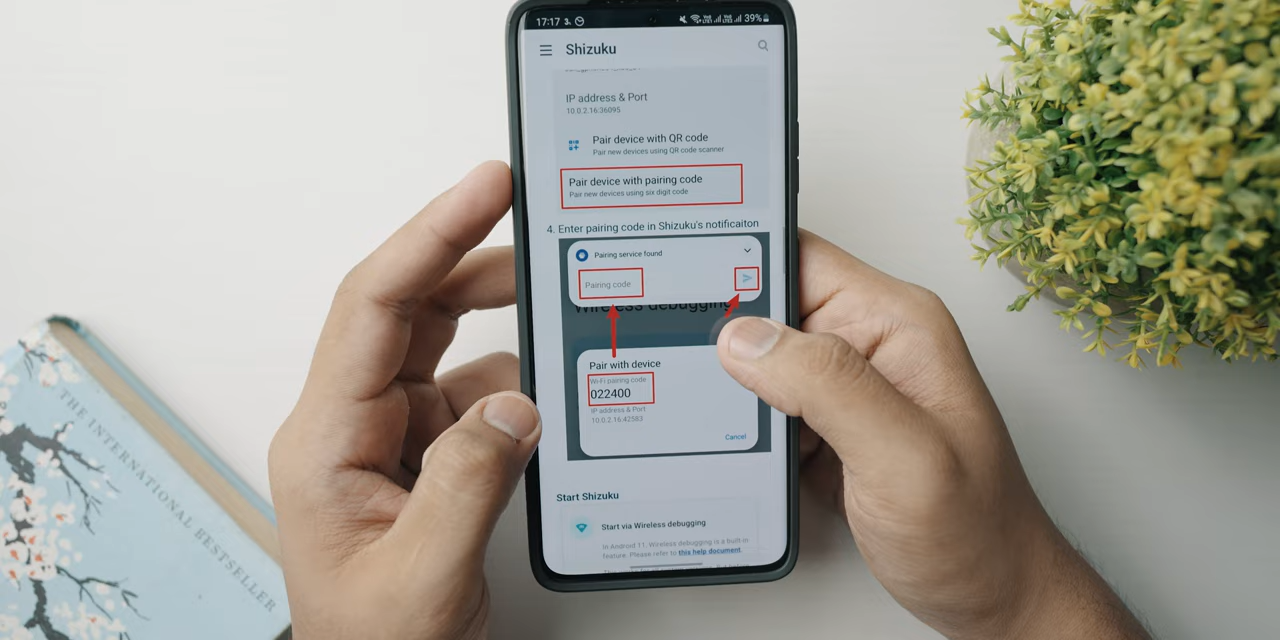 17:17
39%
Shizuku
IP address & Port
10.0.2.16:36095
Pair device with QR code
Pair new devices using QR code scanner
Pair device with pairing code
Pair new devices using six digit code
4. Enter pairing code in Shizuku's notificaiton
Pairing service found
Pairing code
Wireless debugging
Pair with device
Wi-Fi pairing code
022400
IP address & Port
10.0.2.16:42583
Cancel
Start Shizuku
Start via Wireless debugging
In Android 11, Wireless debugging is a built-in
feature. Please refer to this help document.
THE INTERNATIONAL BESTSELLER